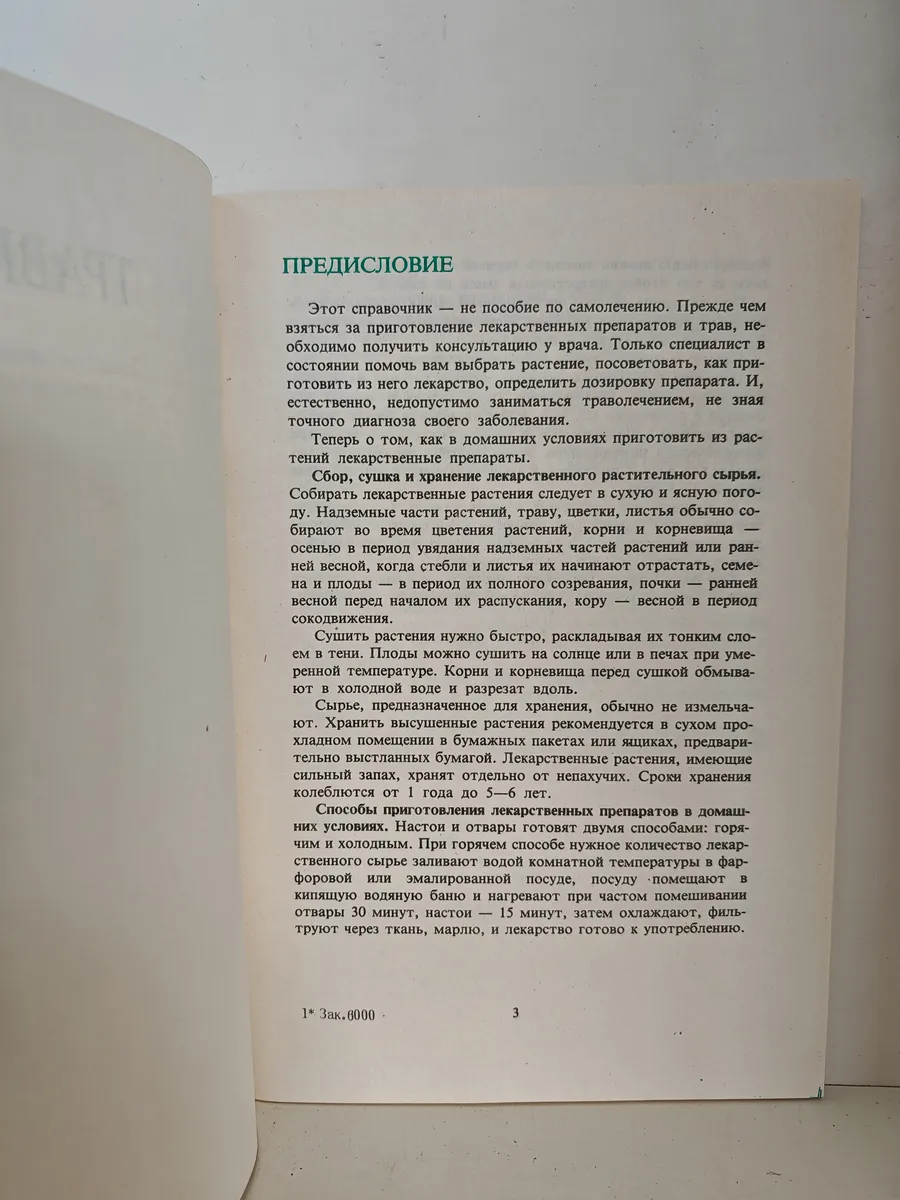 ПРЕДИСЛОВИЕ
Этот справочник — не пособие по самолечению. Прежде чем
взяться за приготовление лекарственных препаратов и трав, не-
обходимо получить консультацию у врача. Только специалист в
состоянии помочь вам выбрать растение, посоветовать, как при-
готовить из него лекарство, определить дозировку препарата. И,
естественно, недопустимо заниматься траволечением, не зная
точного диагноза своего заболевания.
Теперь о том, как в домашних условиях приготовить из рас-
тений лекарственные препараты.
Сбор, сушка и хранение лекарственного растительного сырья.
Собирать лекарственные растения следует в сухую и ясную пого-
ду. Надземные части растений, траву, цветки, листья обычно со-
бирают во время цветения растений, корни и корневища —
осенью в период увядания надземных частей растений или ран-
ней весной, когда стебли и листья их начинают отрастать, семе-
на и плоды — в период их полного созревания, почки — ранней
весной перед началом их распускания, кору — весной в период
сокодвижения.
Сушить растения нужно быстро, раскладывая их тонким сло-
ем в тени. Плоды можно сушить на солнце или в печах при уме-
ренной температуре. Корни и корневища перед сушкой обмыва-
ют в холодной воде и разрезат вдоль.
Сырье, предназначенное для хранения, обычно не измельча-
ют. Хранить высушенные растения рекомендуется в сухом про-
хладном помещении в бумажных пакетах или ящиках, предвари-
тельно выстланных бумагой. Лекарственные растения, имеющие
сильный запах, хранят отдельно от непахучих. Сроки хранения
колеблются от 1 года до 5—6 лет.
Способы приготовления лекарственных препаратов в домаш-
них условиях. Настои и отвары готовят двумя способами: горя-
чим и холодным. При горячем способе нужное количество лекар-
ственного сырье заливают водой комнатной температуры в фар-
форовой или эмалированной посуде, посуду помещают в
кипящую водяную баню и нагревают при частом помешивании
отвары 30 минут, настои — 15 минут, затем охлаждают, филь-
труют через ткань, марлю, и лекарство готово к употреблению.
1* Зак.6000
3